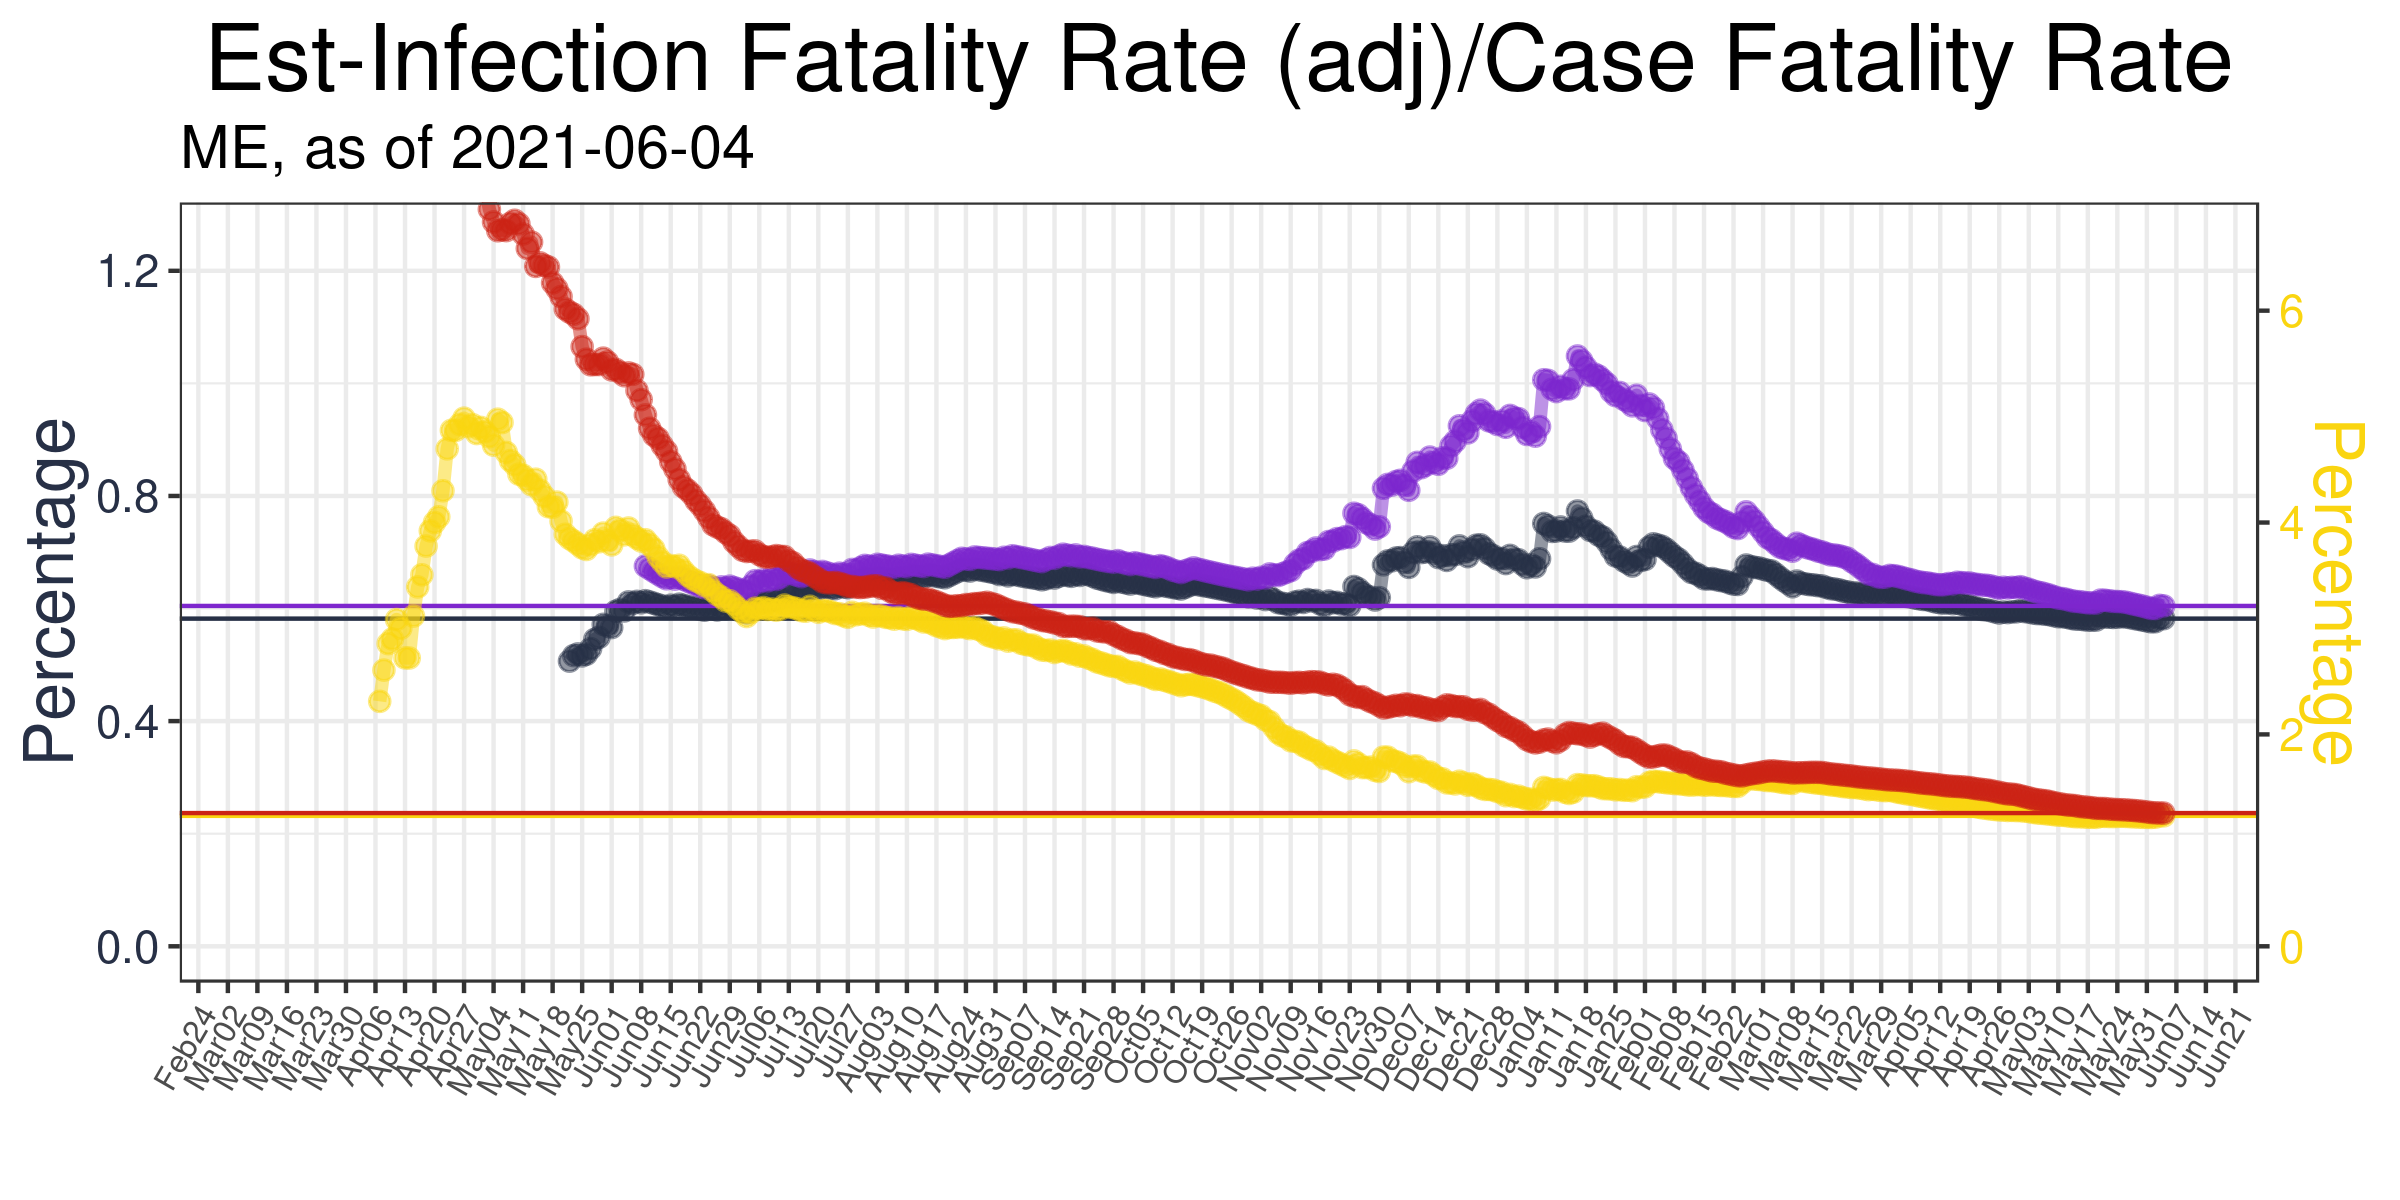 Est-Infection Fatality Rate (adj)/Case Fatality Rate
ME, as of 2021-06-04
Percentage
1.2
0.8
0.4
0.0
6
4
2
0
Percentage
Feb24
Mar02
Mar09
Mar16
Mar23
Mar30
Apr06
Apr13
Apr20
Apr27
May04
May11
May18
May25
Jun01
Jun08
Jun15
Jun22
Jun29
Jul06
Jul13
Jul20
Jul27
Aug03
Aug10
Aug17
Aug24
Aug31
Sep07
Sep14
Sep21
Sep28
Oct05
Oct12
Oct19
Oct26
Nov02
Nov09
Nov16
Nov23
Nov30
Dec07
Dec14
Dec21
Dec28
Jan04
Jan11
Jan18
Jan25
Feb01
Feb08
Feb15
Feb22
Mar01
Mar08
Mar15
Mar22
Mar29
Apr05
Apr12
Apr19
Apr26
May03
May10
May17
May24
May31
Jun07
Jun14
Jun21